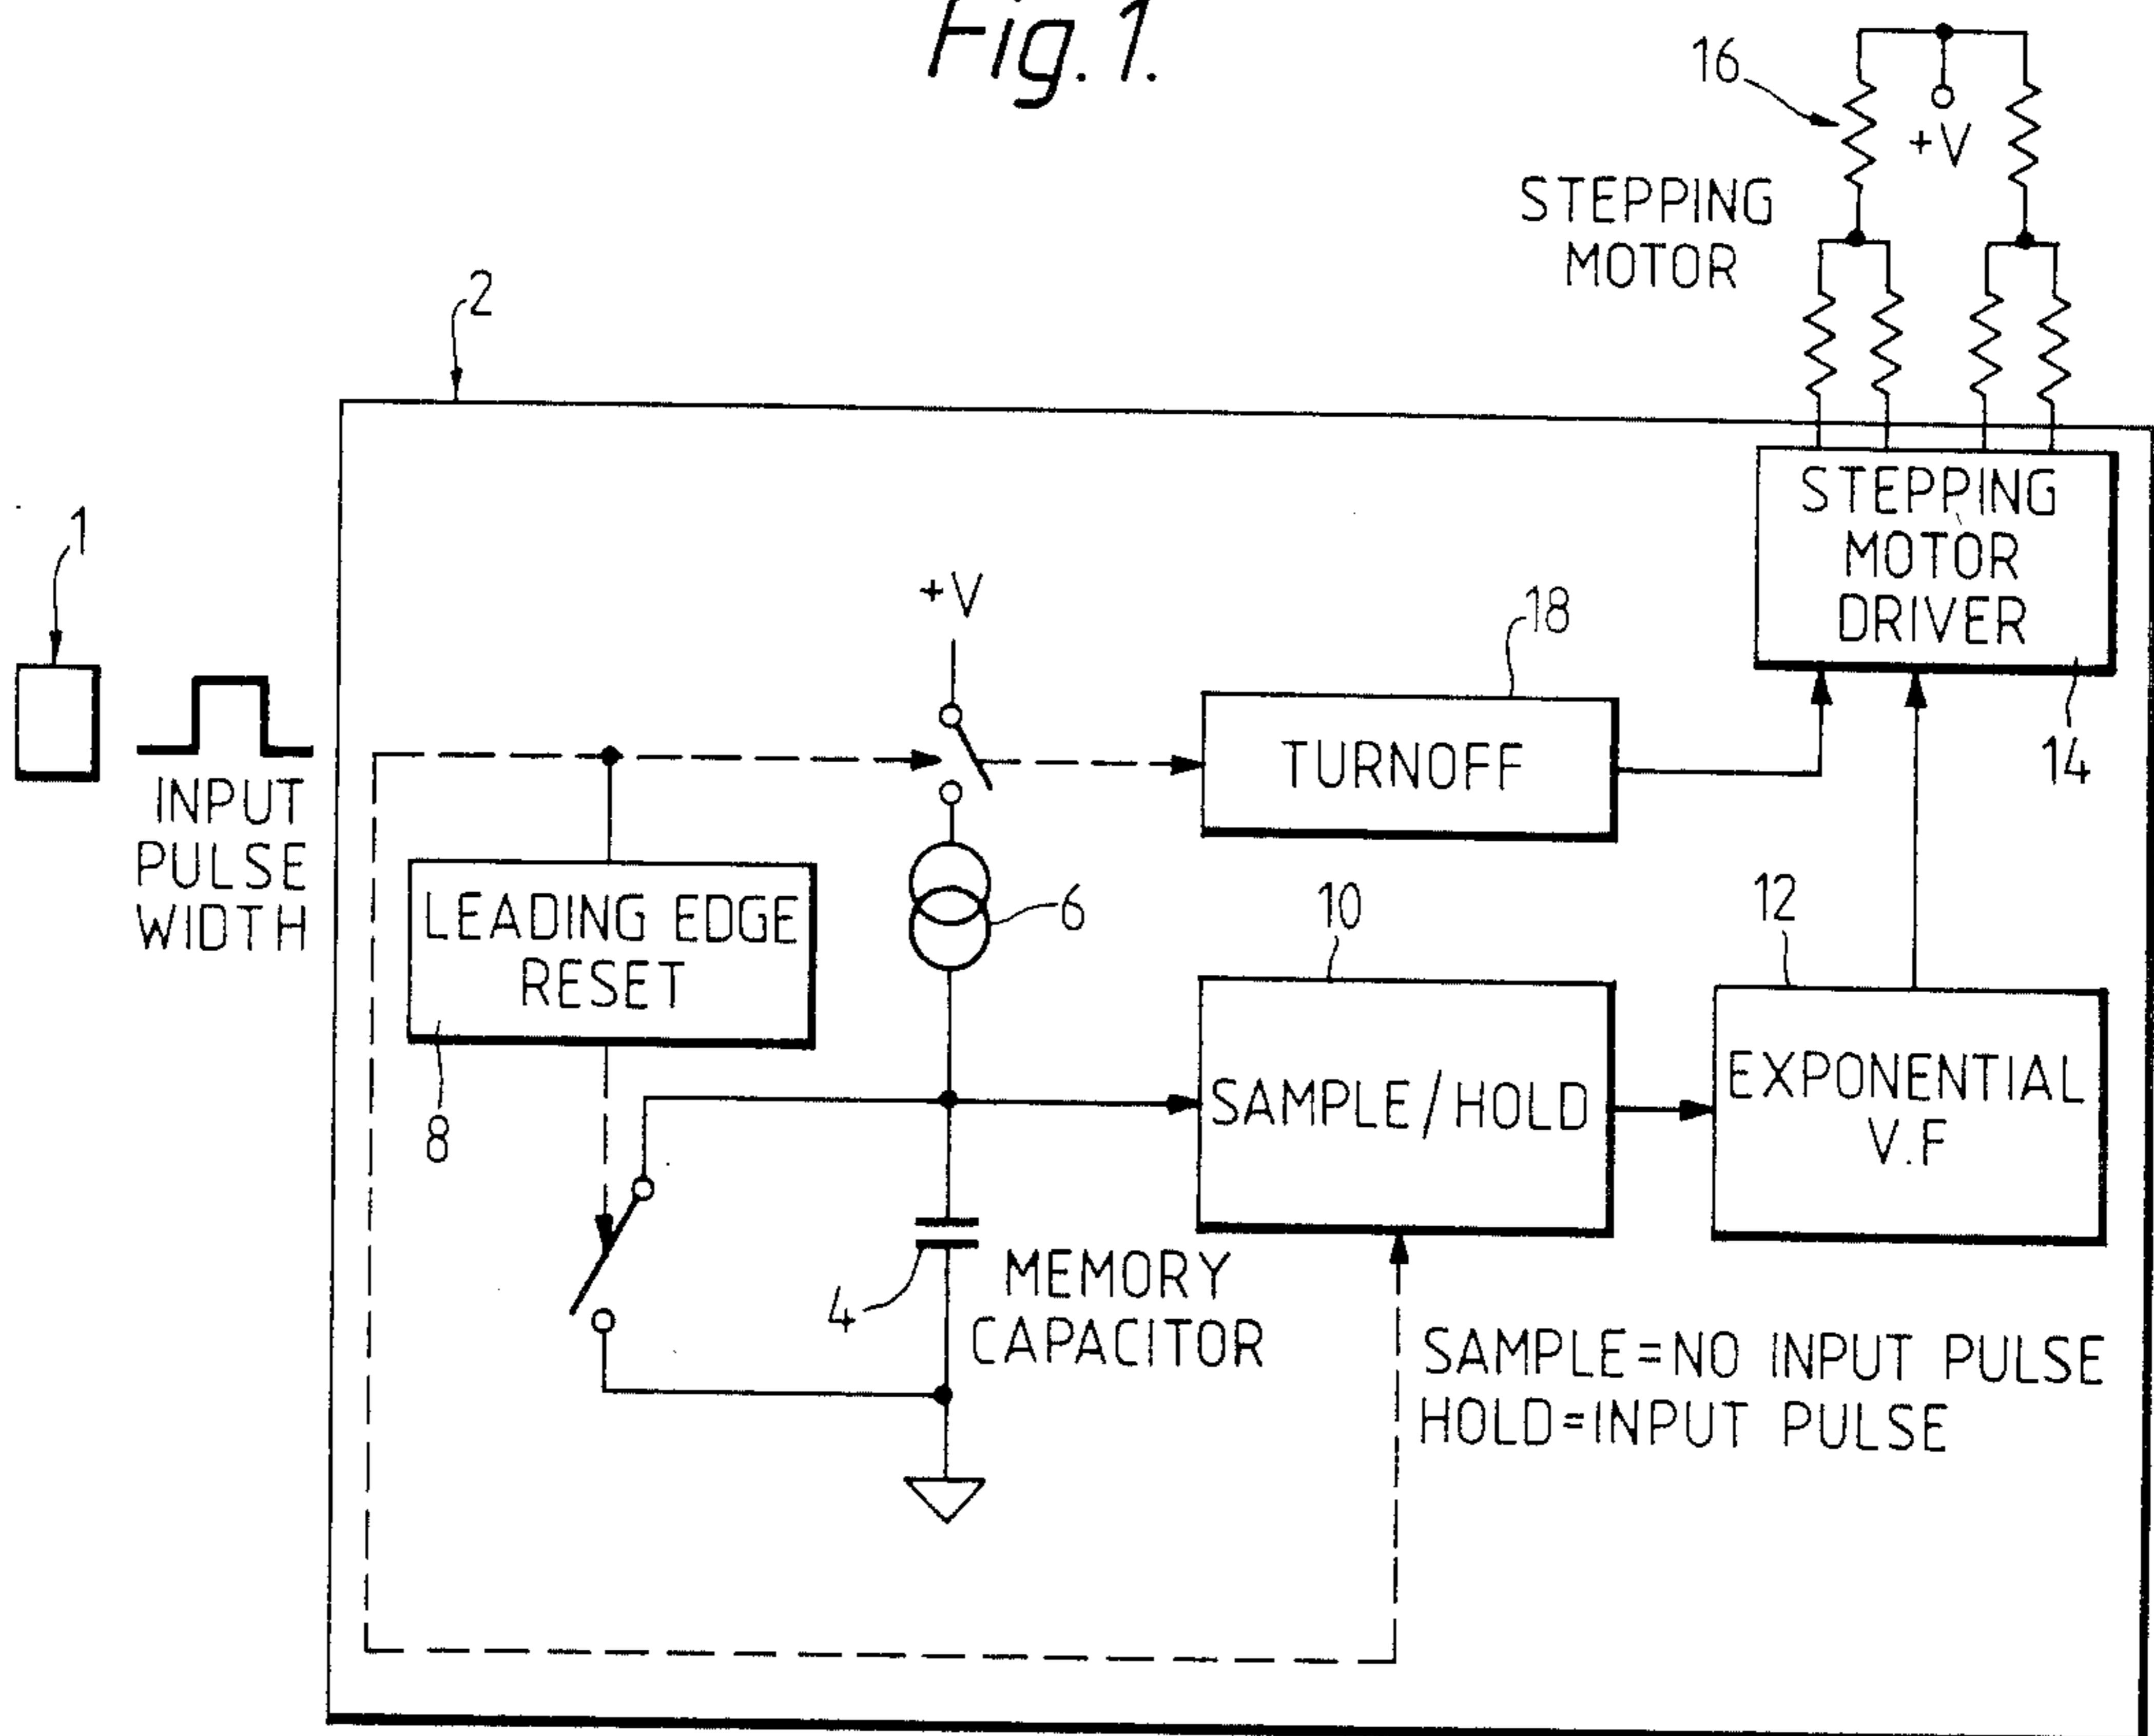 Fig. 1.
16
+V
STEPPING
MOTOR
2
1
STEPPING
MOTOR
DRIVER
14
+V
18
TURNOFF
INPUT
PULSE
WIDTH
LEADING EDGE
RESET
8
6
10
12
SAMPLE/HOLD
EXPONENTIAL
V.F
4
MEMORY
CAPACITOR
SAMPLE=NO INPUT PULSE
HOLD=INPUT PULSE